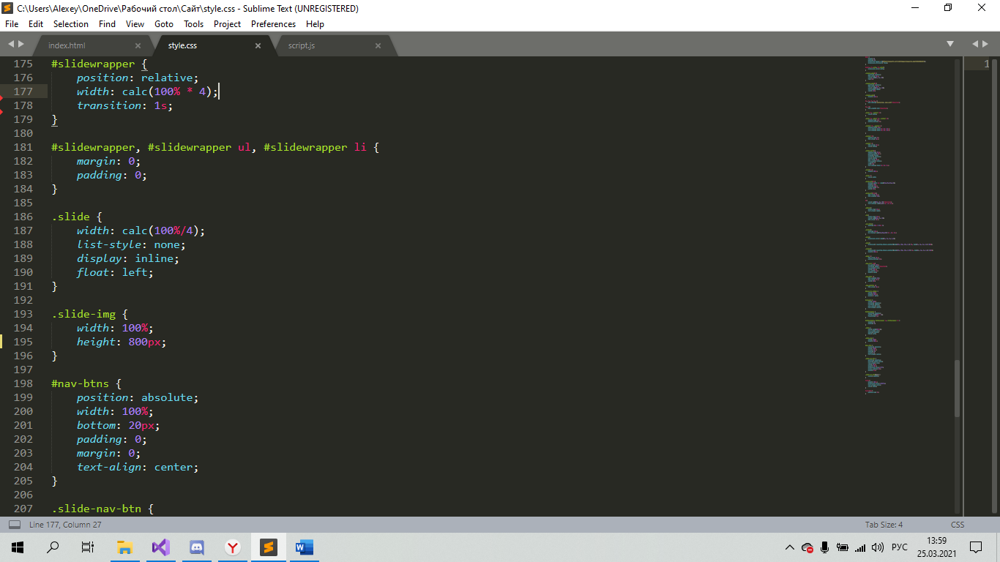 C:\Users\Alexey\OneDrive\Рабочий стол\Сайт\style.css - Sublime Text (UNREGISTERED)
File Edit Selection Find View Goto Tools Project Preferences Help
index.html style.css script.js
175 #slidewrapper {
176 position: relative;
177 width: calc(100% * 4);
178 transition: 1s;
179 }
180
181 #slidewrapper, #slidewrapper ul, #slidewrapper li {
182 margin: 0;
183 padding: 0;
184 }
185
186 .slide {
187 width: calc(100%/4);
188 list-style: none;
189 display: inline;
190 float: left;
191 }
192
193 .slide-img {
194 width: 100%;
195 height: 800px;
196 }
197
198 #nav-btns {
199 position: absolute;
200 width: 100%;
201 bottom: 20px;
202 padding: 0;
203 margin: 0;
204 text-align: center;
205 }
206
207 .slide-nav-btn {
1
Line 177, Column 27 Tab Size: 4 CSS
РУС 13:59
25.03.2021